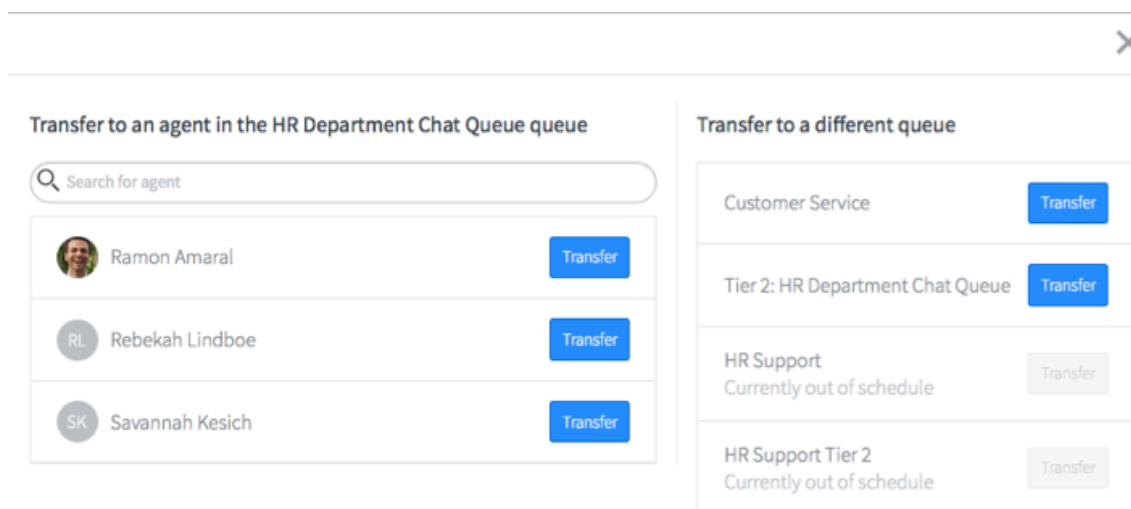 Transfer to an agent in the HR Department Chat Queue queue
Search for agent
Ramon Amaral
Transfer
RL
Rebekah Lindboe
Transfer
SK
Savannah Kesich
Transfer
Transfer to a different queue
Customer Service
Transfer
Tier 2: HR Department Chat Queue
Transfer
HR Support
Currently out of schedule
Transfer
HR Support Tier 2
Currently out of schedule
Transfer